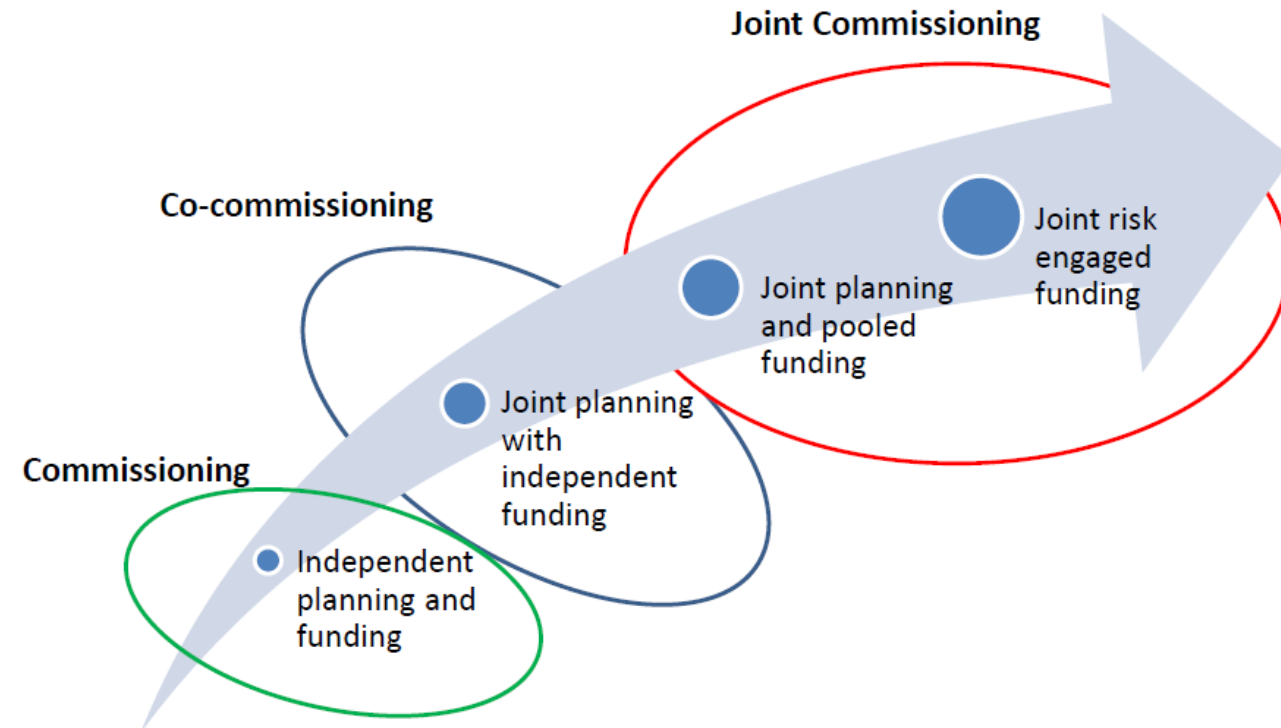 Joint Commissioning
Co-commissioning
Commissioning
Joint risk
engaged
funding
Joint planning
and pooled
funding
Joint planning
with
independent
funding
Independent
planning and
funding